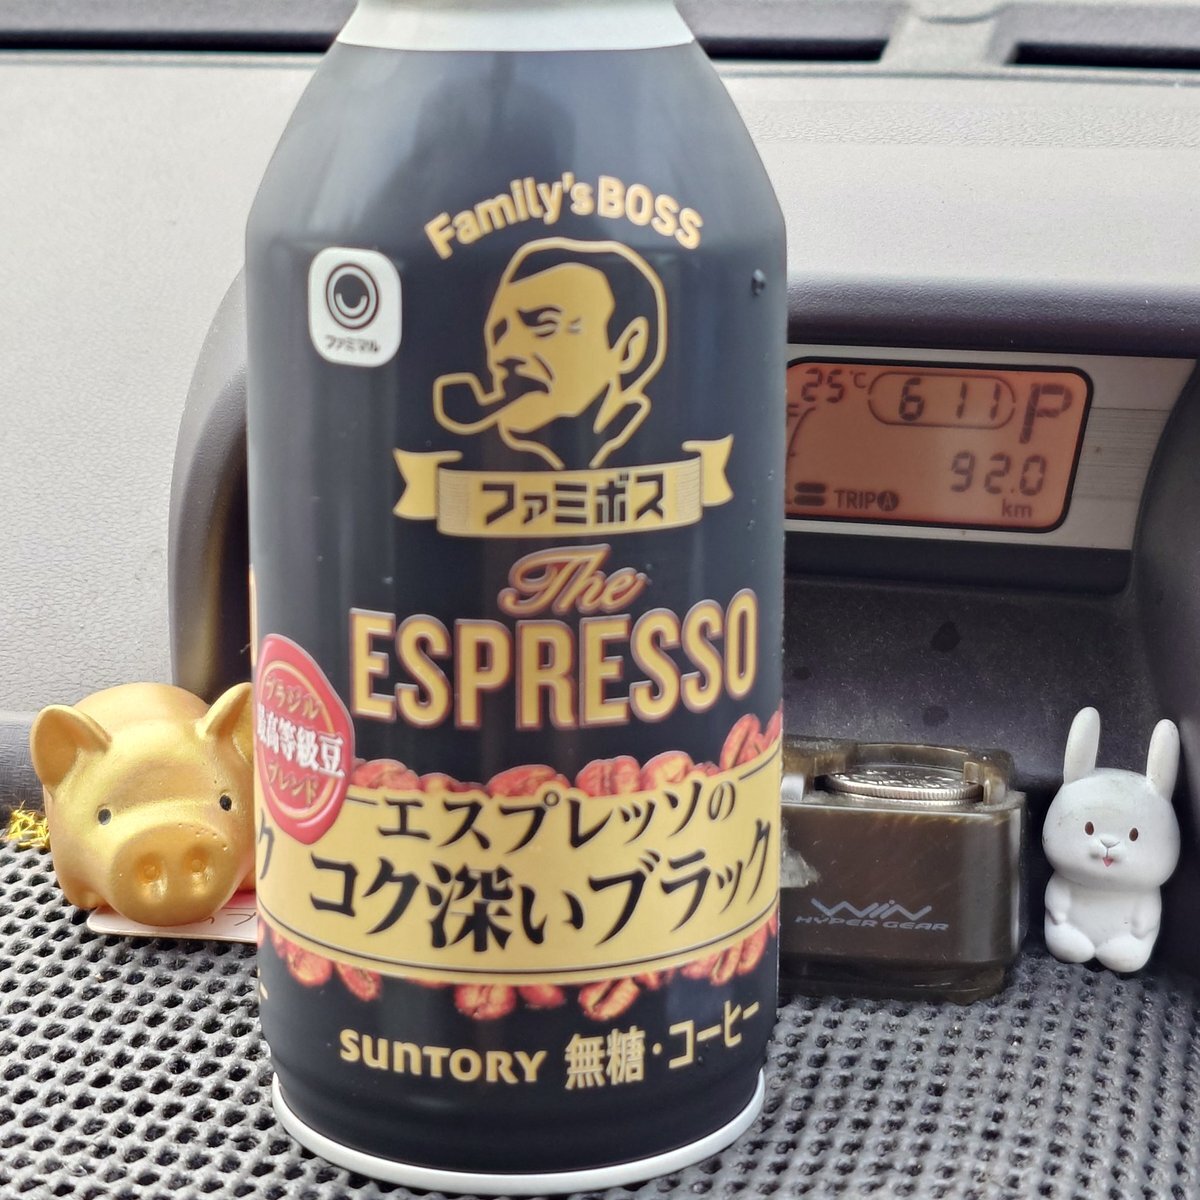 Family's BOSS
ファミマル
ファミボス
The
ESPRESSO
ブラジル
最高等級豆
ブレンド
エスプレッソの
コク深いブラック
SUNTORY 無糖・コーヒー
25℃ 611 P
92.0
TRIP A km
WiN
HYPER GEAR